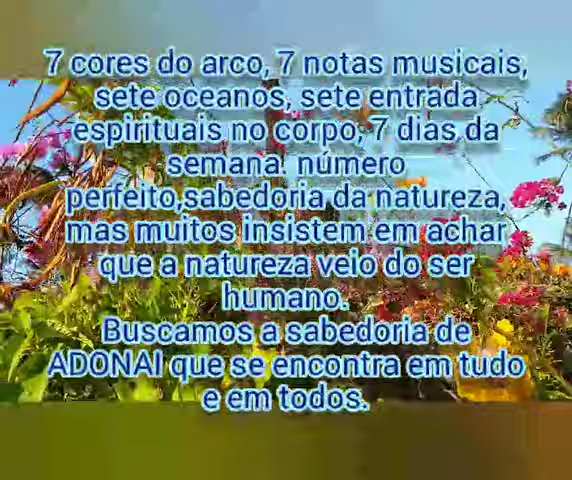 7 cores do arco, 7 notas musicais,
sete oceanos, sete entrada
espirituais no corpo, 7 dias da
semana. número
perfeito,sabedoria da natureza,
mas muitos insistem em achar
que a natureza veio do ser
humano.
Buscamos a sabedoria de
ADONAI que se encontra em tudo
e em todos.